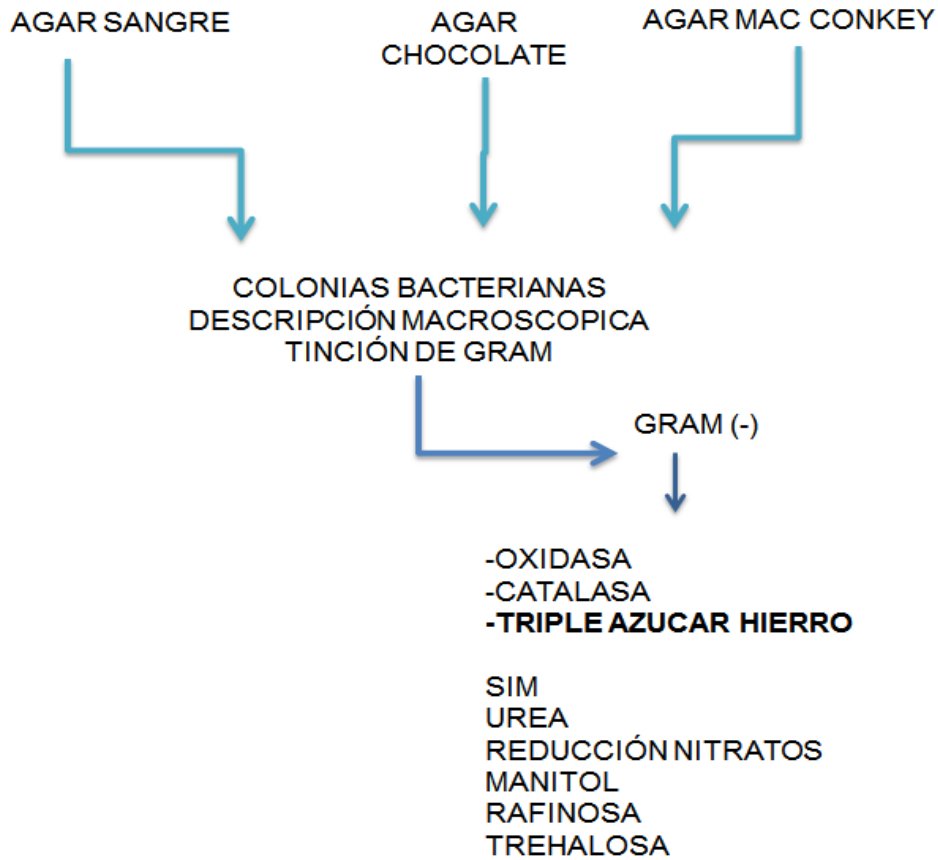 AGAR SANGRE
AGAR
CHOCOLATE
AGAR MAC CONKEY
COLONIAS BACTERIANAS
DESCRIPCIÓN MACROSCOPICA
TINCIÓN DE GRAM
GRAM (-)
-OXIDASA
-CATALASA
-TRIPLE AZUCAR HIERRO
SIM
UREA
REDUCCIÓN NITRATOS
MANITOL
RAFINOSA
TREHALOSA